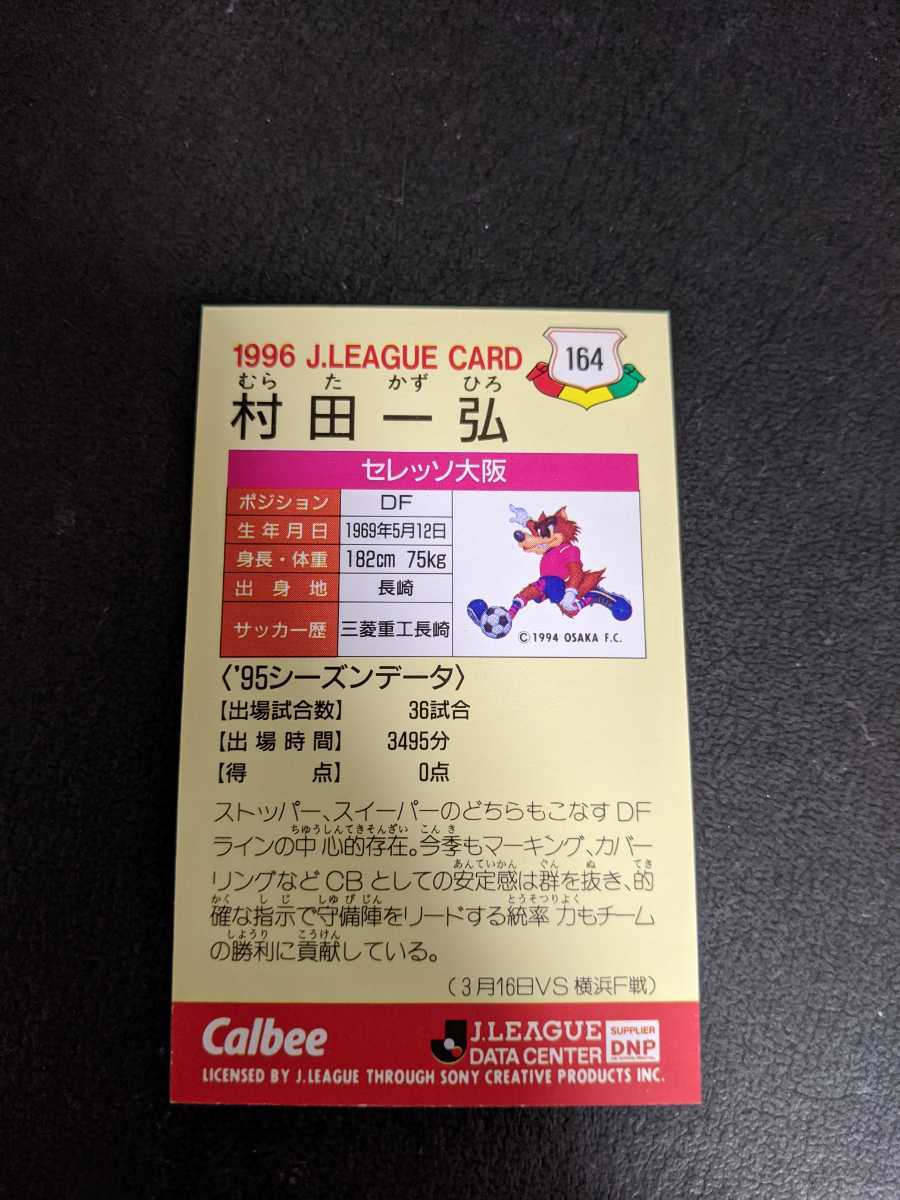 1996 J.LEAGUE CARD
164
むら た かず ひろ
村田一弘
セレッソ大阪
ポジション DF
生年月日 1969年5月12日
身長・体重 182cm 75kg
出身地 長崎
サッカー歴 三菱重工長崎
©1994 OSAKA F.C.
〈'95シーズンデータ〉
【出場試合数】 36試合
【出場時間】 3495分
【得点】 0点
ストッパー、スイーパーのどちらもこなすDF
ちゅうしんてきそんざい こんき
ラインの中心的存在。今季もマーキング、カバー
あんていかん ぐん ぬ てき
リングなどCBとしての安定感は群を抜き、的
かく しじ しゅびじん とうそつりょく
確な指示で守備陣をリードする統率力もチーム
しょうり こうけん
の勝利に貢献している。
(3月16日VS横浜F戦)
Calbee
J.LEAGUE
DATA CENTER
SUPPLIER
DNP
LICENSED BY J.LEAGUE THROUGH SONY CREATIVE PRODUCTS INC.